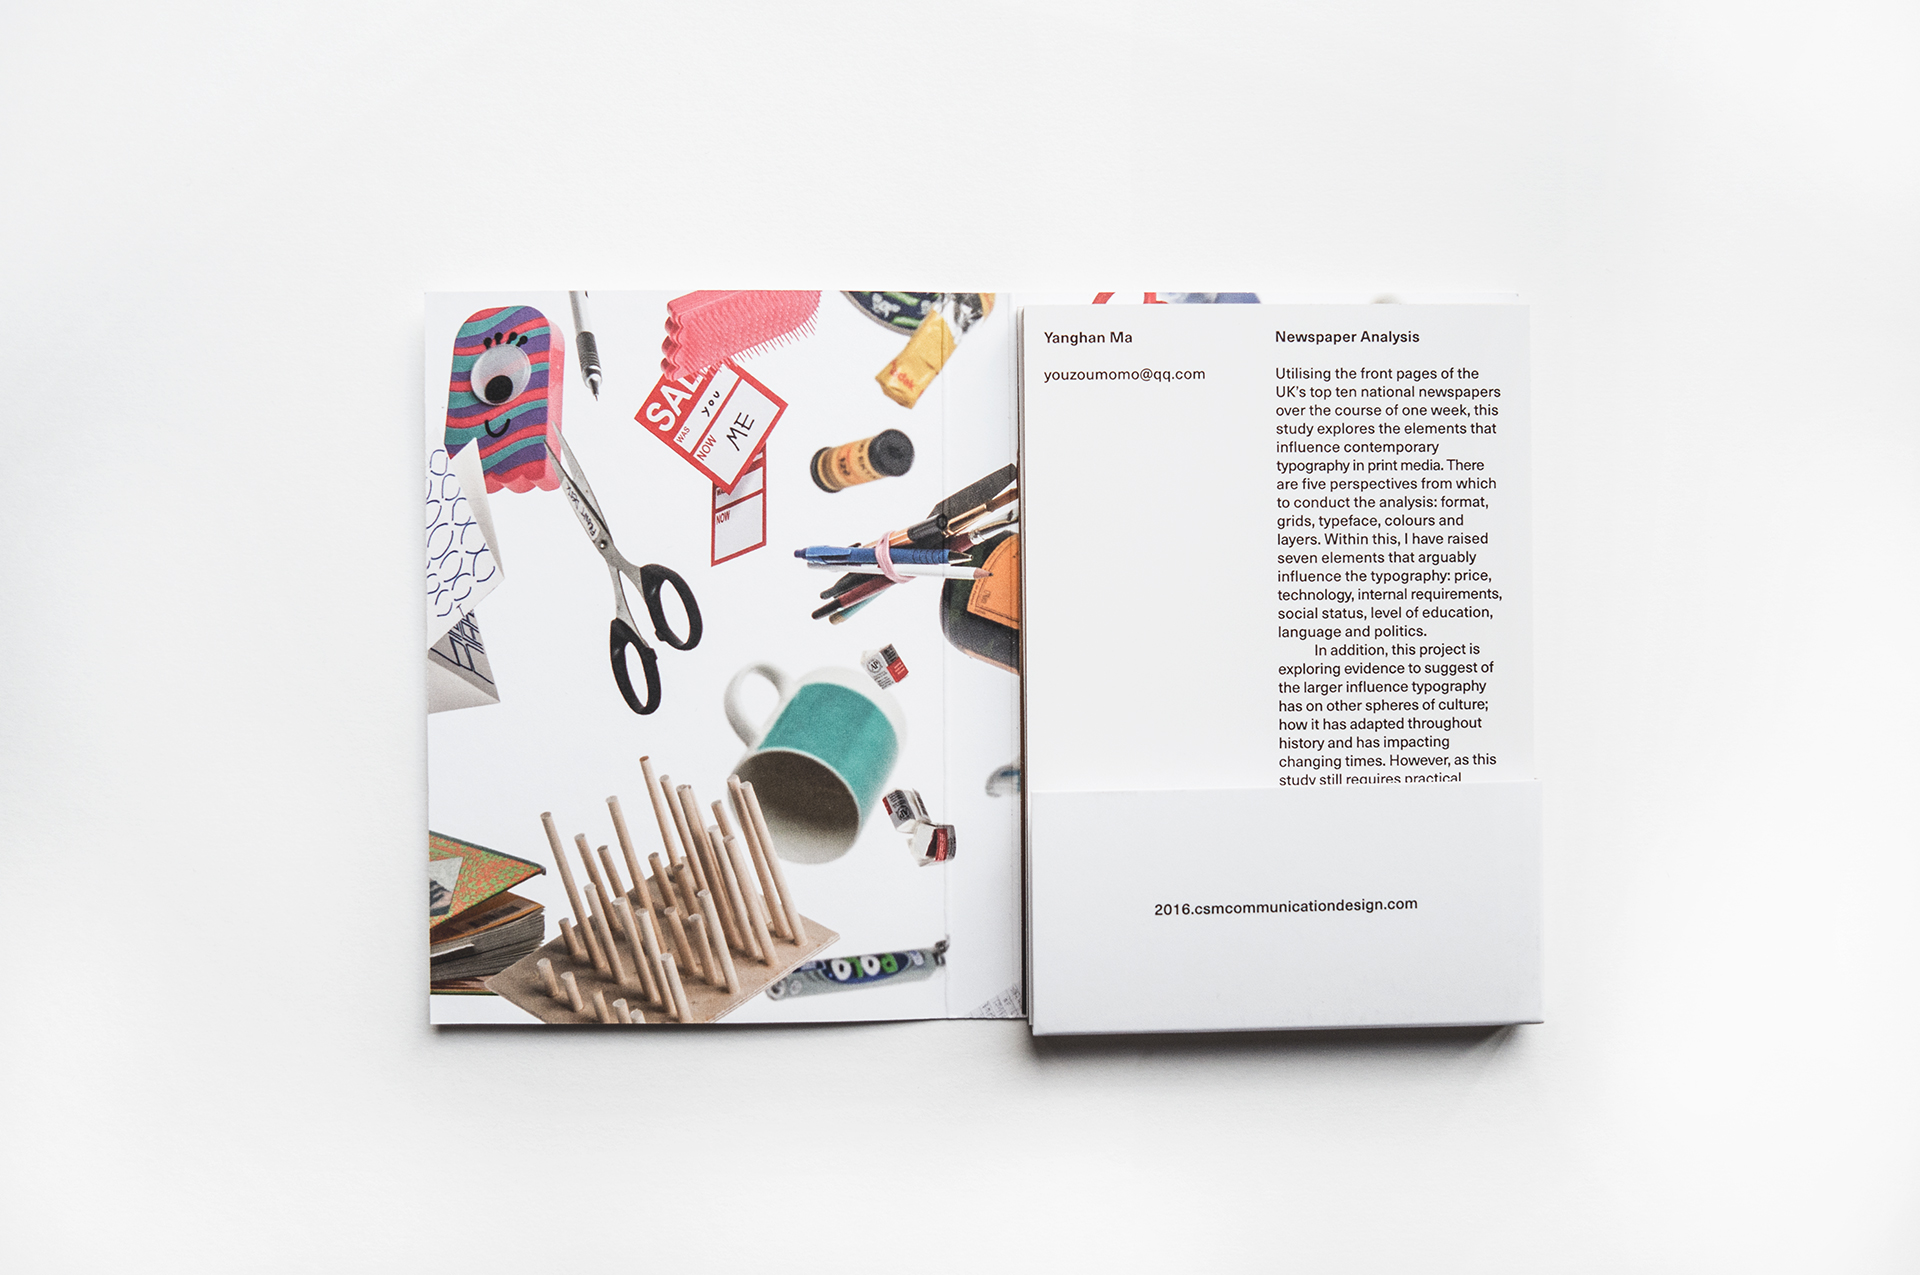 SAL
WAS you
NOW ME
NOW
POLO
Yanghan Ma
youzoumomo@qq.com
Newspaper Analysis
Utilising the front pages of the
UK's top ten national newspapers
over the course of one week, this
study explores the elements that
influence contemporary
typography in print media. There
are five perspectives from which
to conduct the analysis: format,
grids, typeface, colours and
layers. Within this, I have raised
seven elements that arguably
influence the typography: price,
technology, internal requirements,
social status, level of education,
language and politics.
In addition, this project is
exploring evidence to suggest of
the larger influence typography
has on other spheres of culture;
how it has adapted throughout
history and has impacting
changing times. However, as this
study still requires practical
2016.csmcommunicationdesign.com